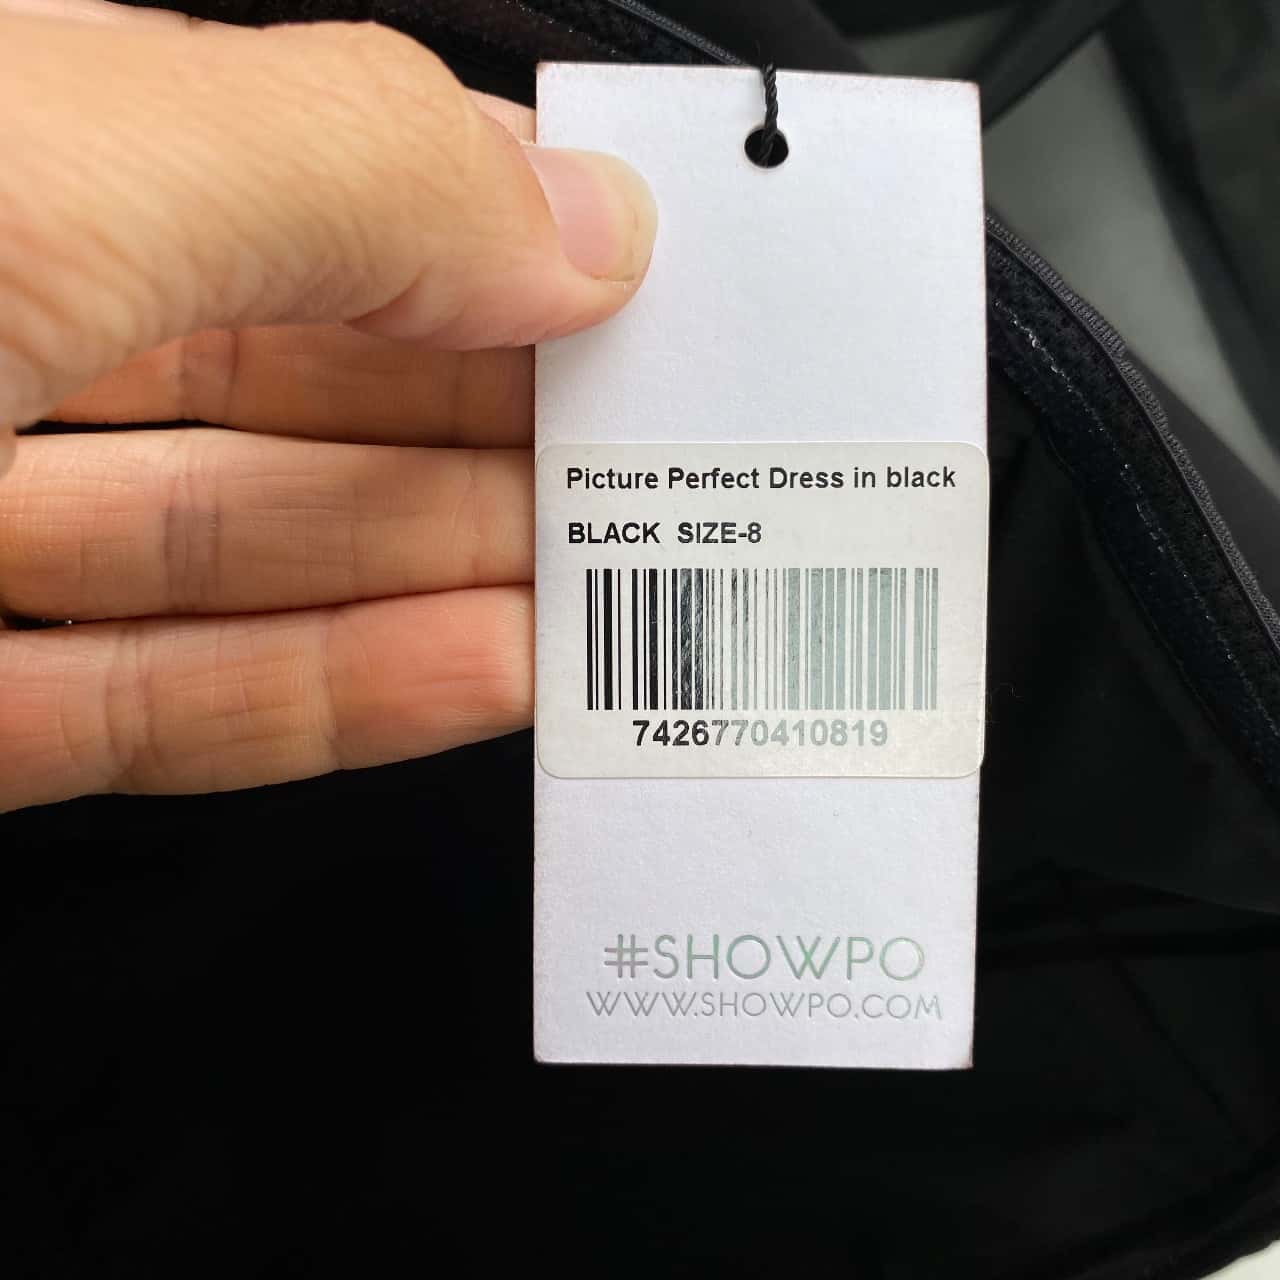 Picture Perfect Dress in black
BLACK SIZE-8
7426770410819
#SHOWPO
WWW.SHOWPO.COM